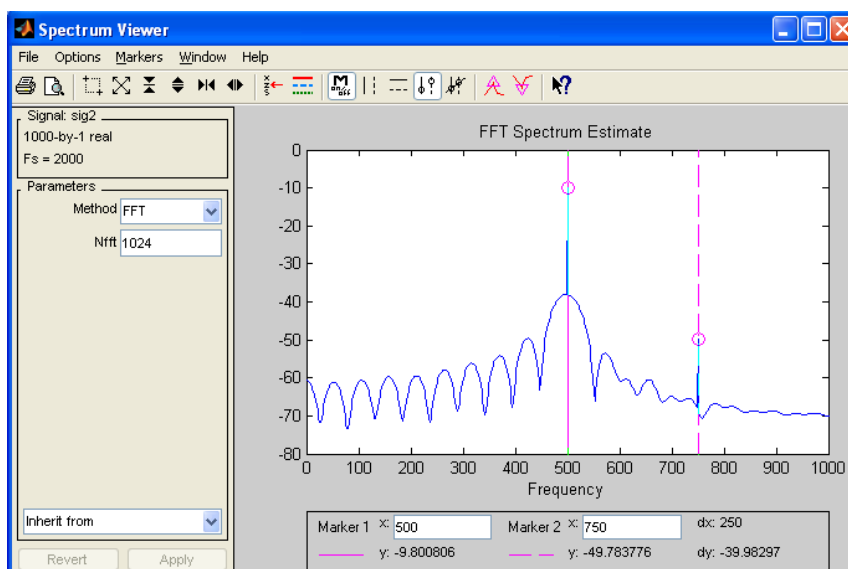 Spectrum Viewer
File Options Markers Window Help
Signal: sig2
1000-by-1 real
Fs = 2000
Parameters
Method FFT
Nfft 1024
Inherit from
Revert Apply
FFT Spectrum Estimate
0
-10
-20
-30
-40
-50
-60
-70
-80
0 100 200 300 400 500 600 700 800 900 1000
Frequency
Marker 1 x: 500 Marker 2 x: 750 dx: 250
y: -9.800806 y: -49.783776 dy: -39.98297